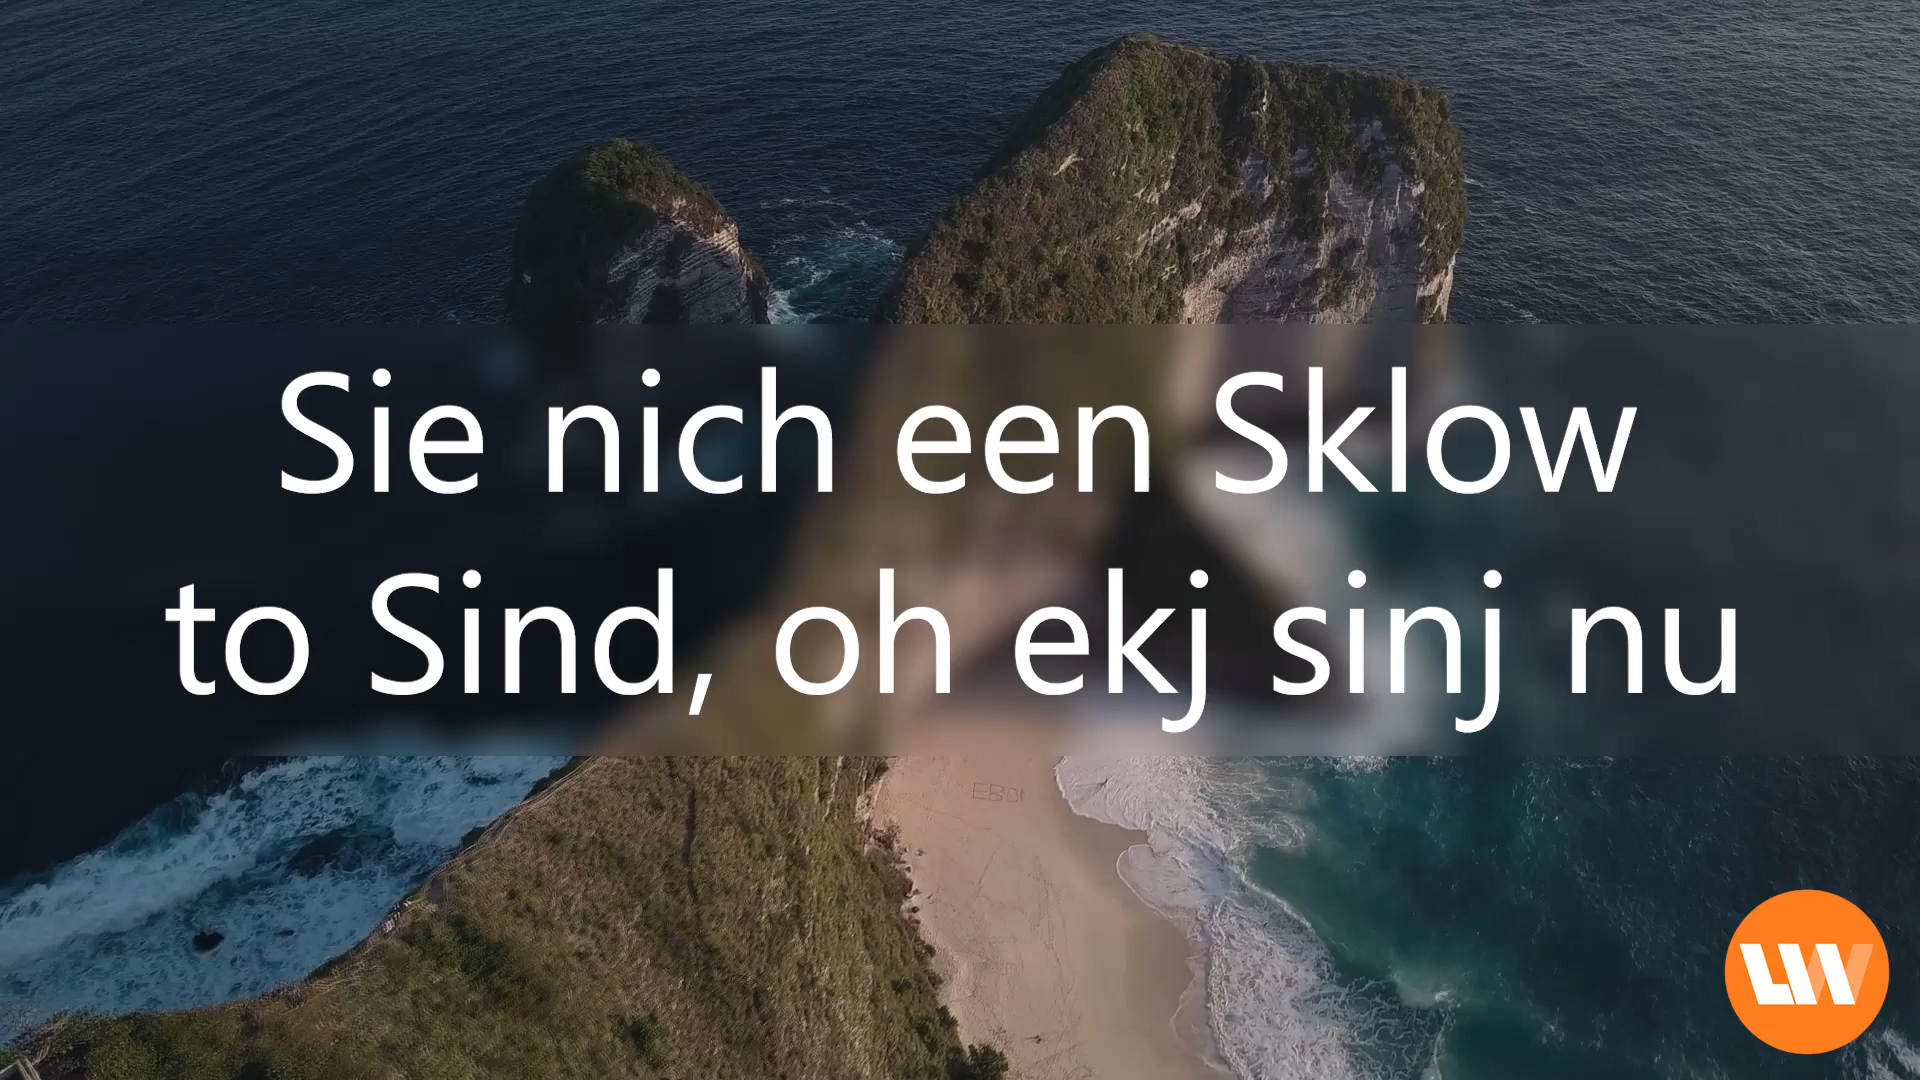 Sie nich een Sklow
to Sind, oh ekj sinj nu